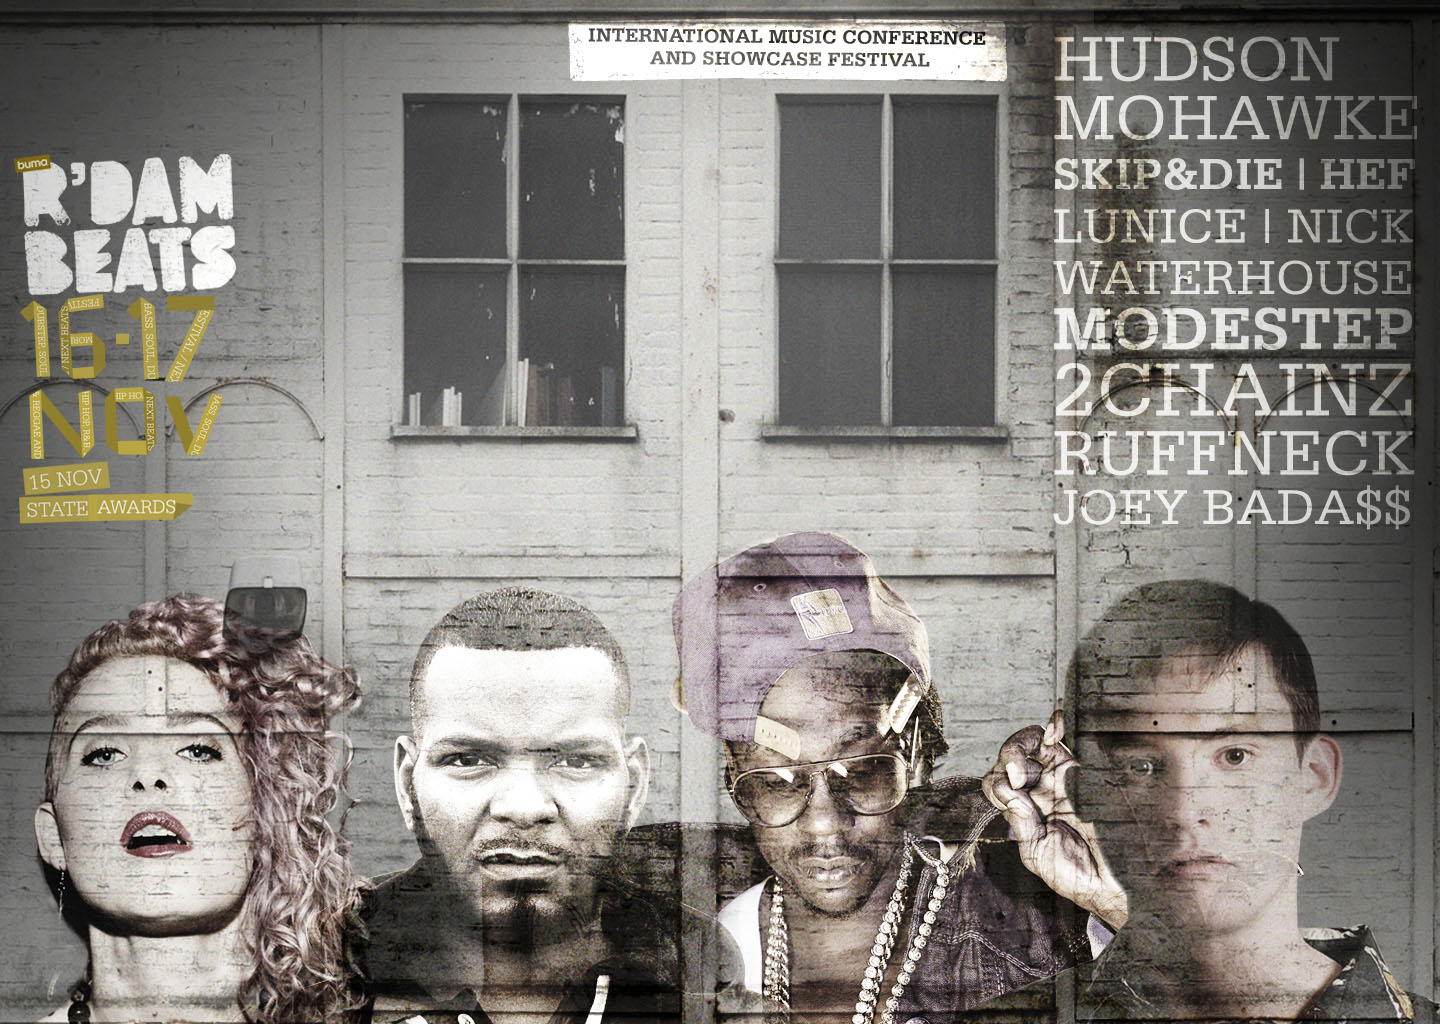 INTERNATIONAL MUSIC CONFERENCE
AND SHOWCASE FESTIVAL
buma
R'DAM
BEATS
16-17
NOV
15 NOV
STATE AWARDS
HUDSON
MOHAWKE
SKIP&DIE | HEF
LUNICE | NICK
WATERHOUSE
MODESTEP
2CHAINZ
RUFFNECK
JOEY BADA$$